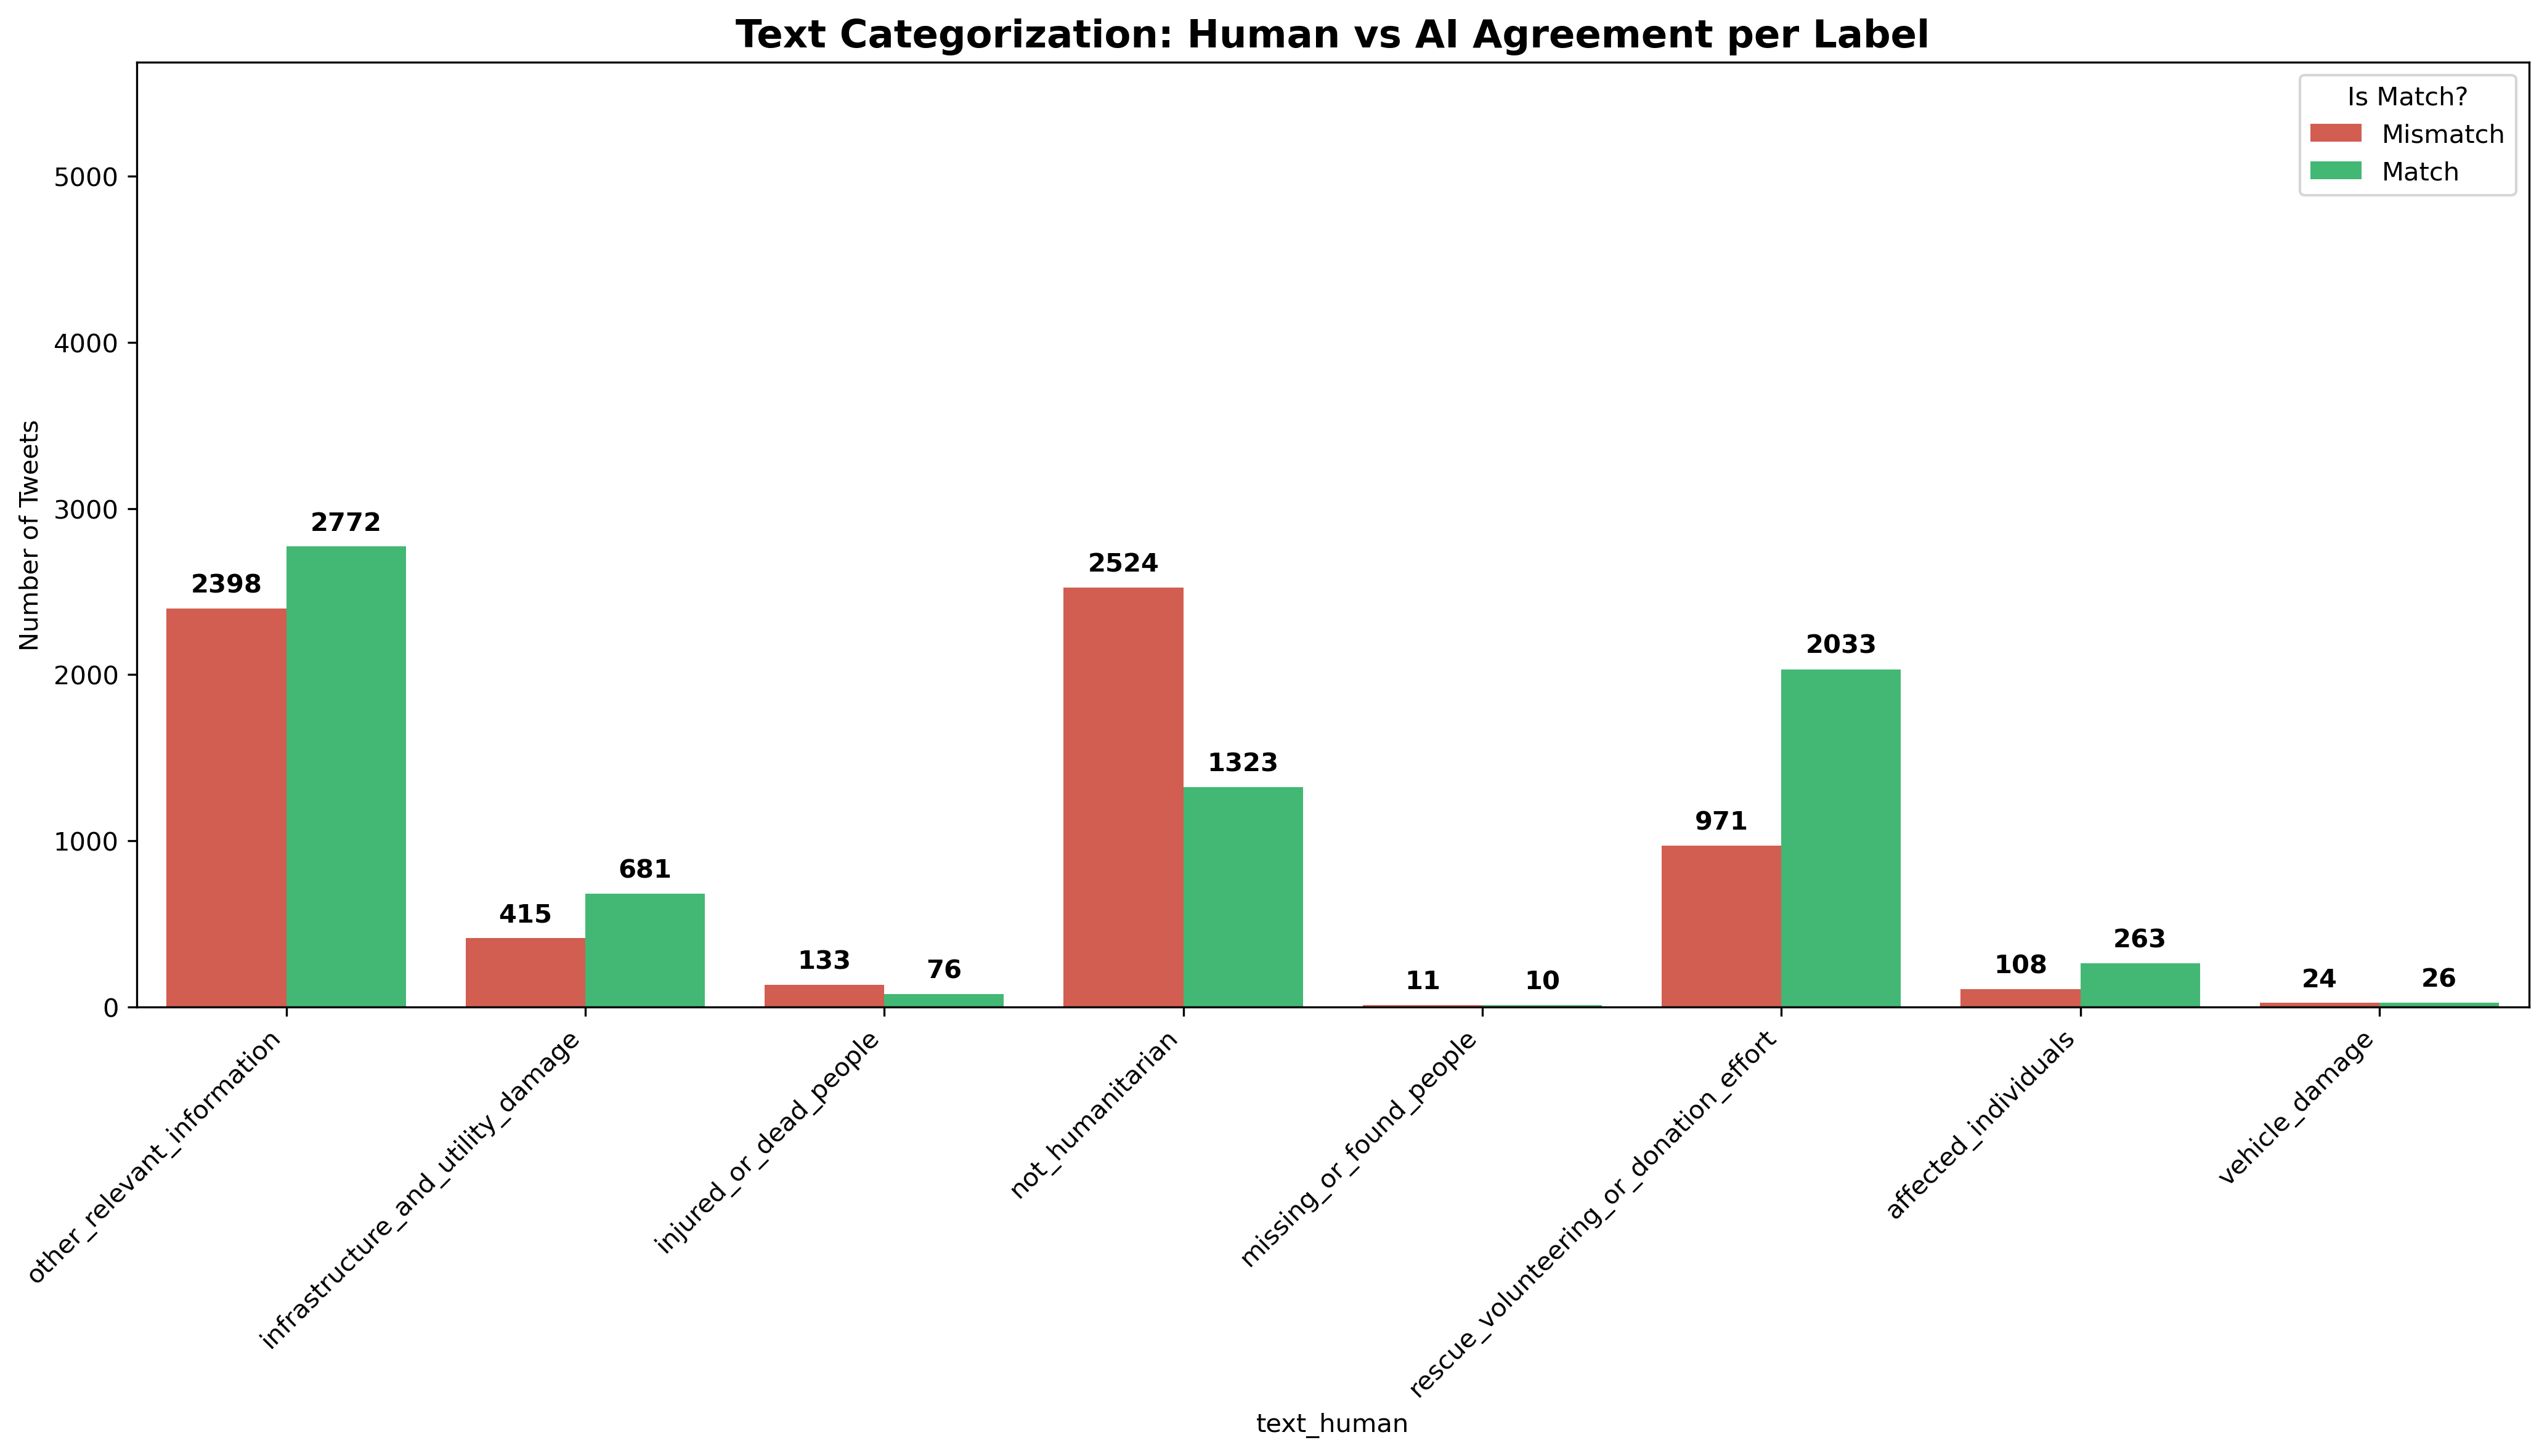 Text Categorization: Human vs AI Agreement per Label
Is Match?
Mismatch
Match
Number of Tweets
5000
4000
3000
2000
1000
0
2398
2772
415
681
133
76
2524
1323
11
10
971
2033
108
263
24
26
other_relevant_information
infrastructure_and_utility_damage
injured_or_dead_people
not_humanitarian
missing_or_found_people
rescue_volunteering_or_donation_effort
affected_individuals
vehicle_damage
text_human